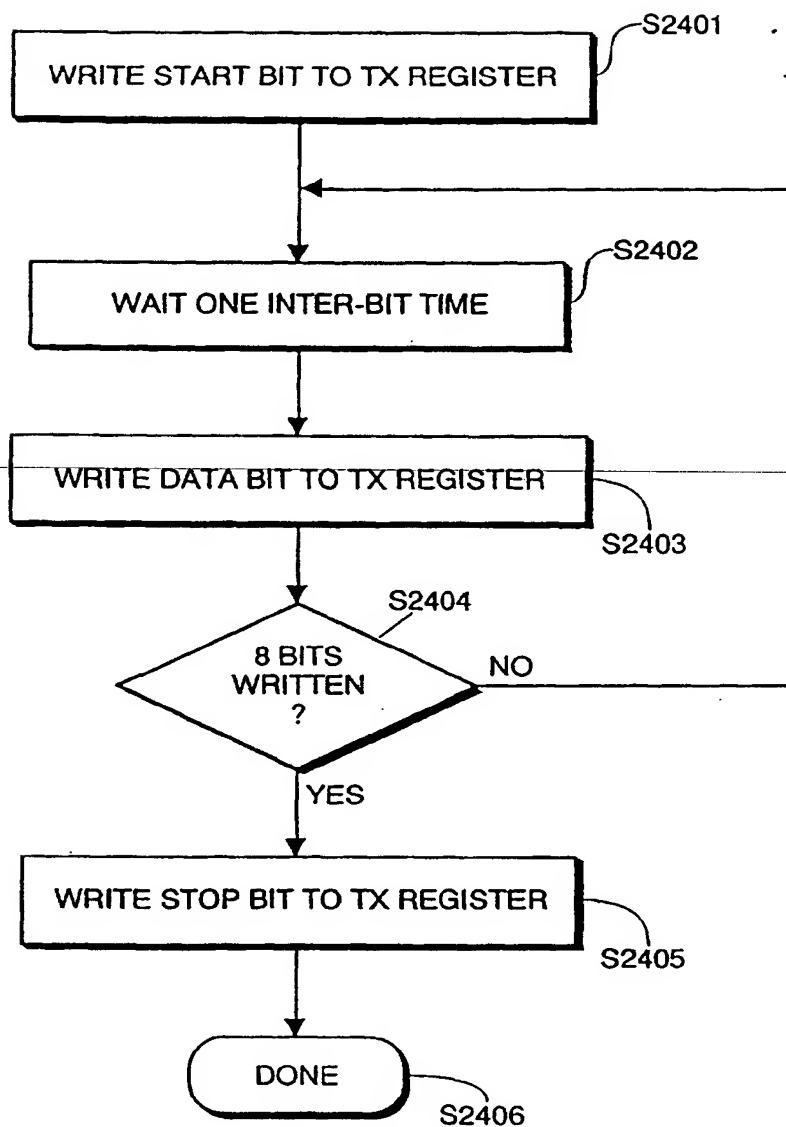 S2401
WRITE START BIT TO TX REGISTER
S2402
WAIT ONE INTER-BIT TIME
WRITE DATA BIT TO TX REGISTER
S2403
S2404
8 BITS
WRITTEN
?
NO
YES
WRITE STOP BIT TO TX REGISTER
S2405
DONE
S2406